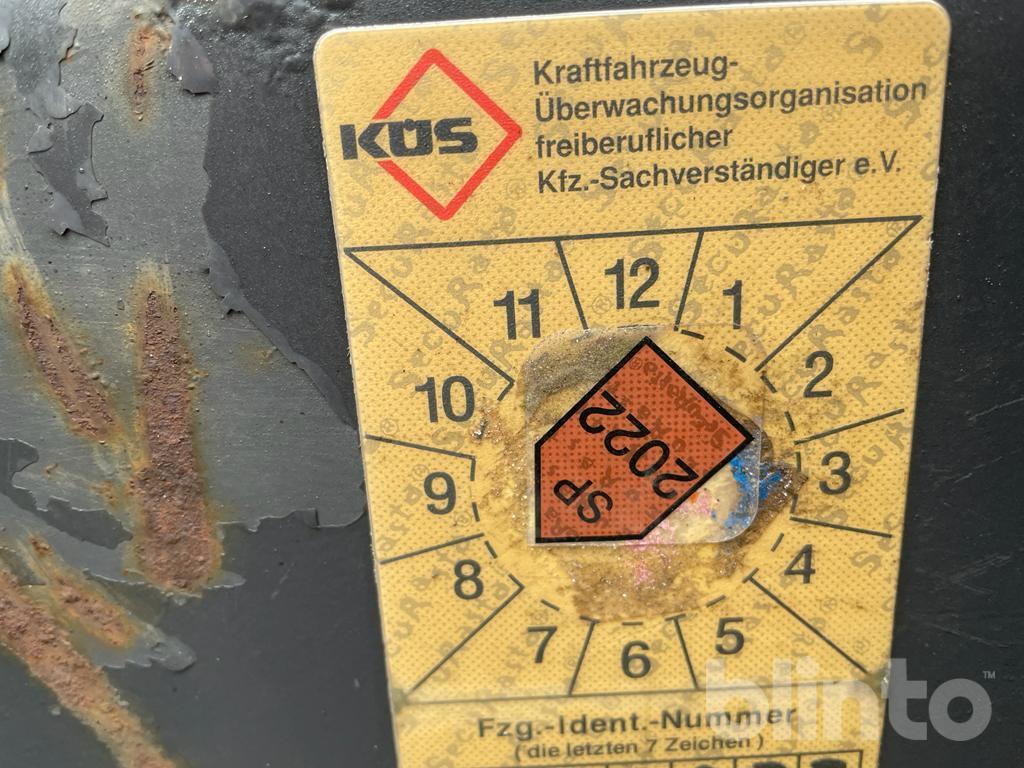 KÜS
Kraftfahrzeug-
Überwachungsorganisation
freiberuflicher
Kfz.-Sachverständiger e.V.
12
11
1
10
2
9
3
8
4
7
6
5
SP
2022
Fzg.-Ident.-Nummer
(die letzten 7 Zeichen)
blinto™